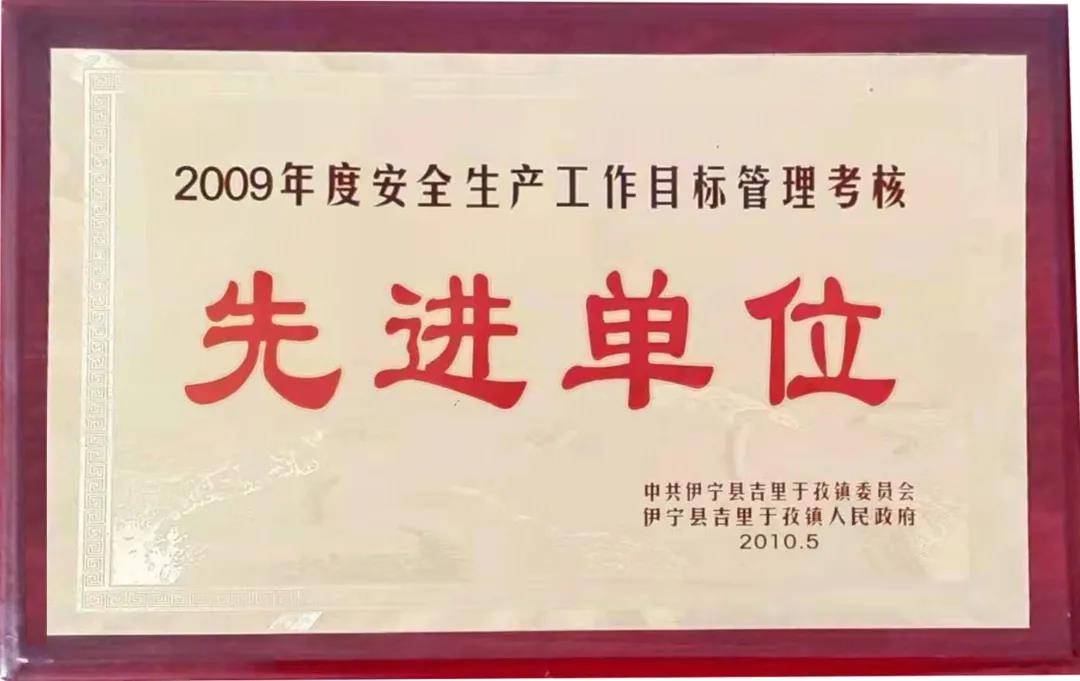 2009年度安全生产工作目标管理考核
先进单位
中共伊宁县吉里于孜镇委员会
伊宁县吉里于孜镇人民政府
2010.5